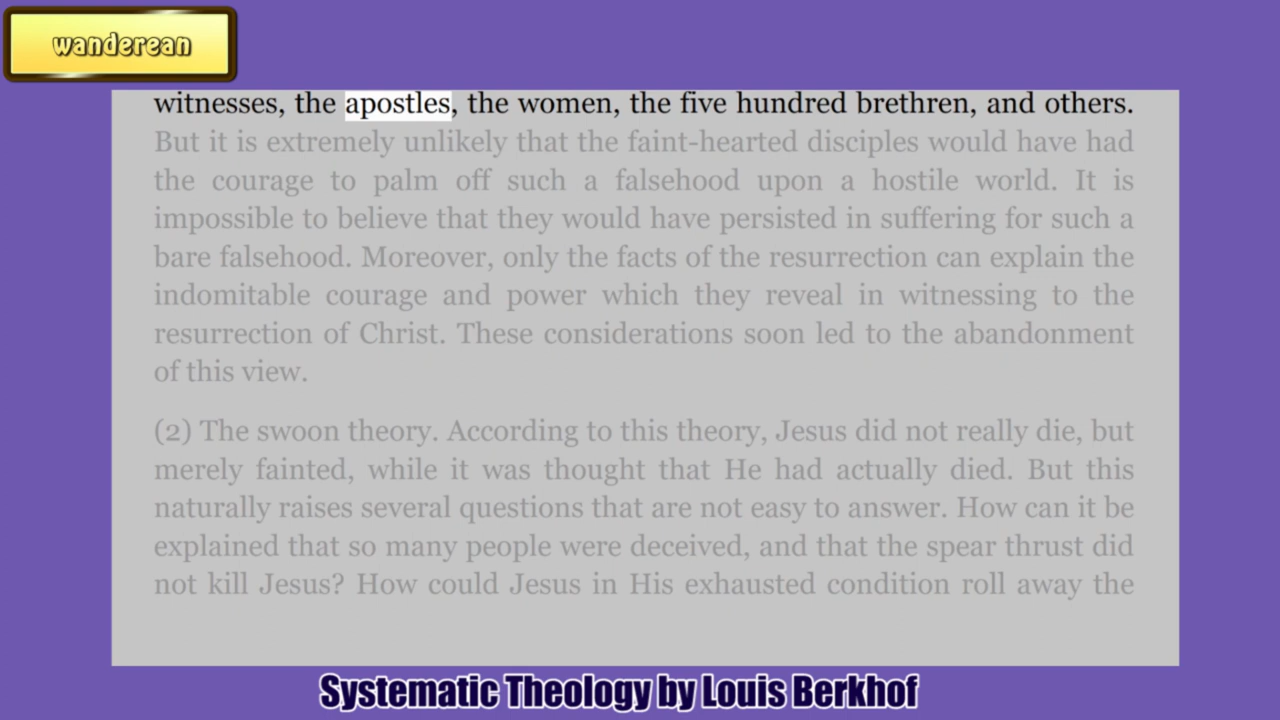 wanderean
witnesses, the apostles, the women, the five hundred brethren, and others.
But it is extremely unlikely that the faint-hearted disciples would have had
the courage to palm off such a falsehood upon a hostile world. It is
impossible to believe that they would have persisted in suffering for such a
bare falsehood. Moreover, only the facts of the resurrection can explain the
indomitable courage and power which they reveal in witnessing to the
resurrection of Christ. These considerations soon led to the abandonment
of this view.
(2) The swoon theory. According to this theory, Jesus did not really die, but
merely fainted, while it was thought that He had actually died. But this
naturally raises several questions that are not easy to answer. How can it be
explained that so many people were deceived, and that the spear thrust did
not kill Jesus? How could Jesus in His exhausted condition roll away the
Systematic Theology by Louis Berkhof